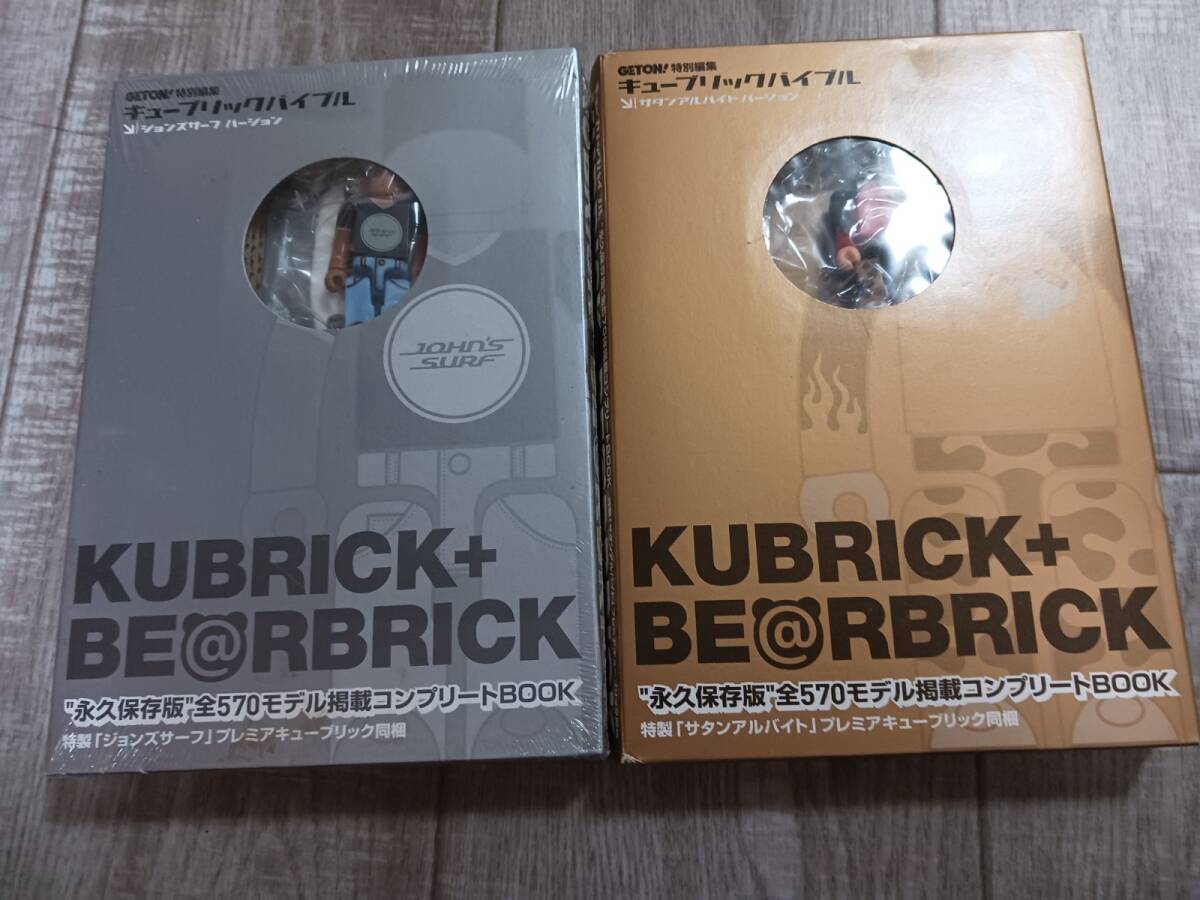 GETON! 特別編集
キューブリックバイブル
ジョンズサーフ バージョン
JOHN'S
SURF
KUBRICK+
BE@RBRICK
"永久保存版"全570モデル掲載コンプリートBOOK
特製「ジョンズサーフ」プレミアキューブリック同梱
GETON! 特別編集
キューブリックバイブル
サタンアルバイト バージョン
KUBRICK+
BE@RBRICK
"永久保存版"全570モデル掲載コンプリートBOOK
特製「サタンアルバイト」プレミアキューブリック同梱